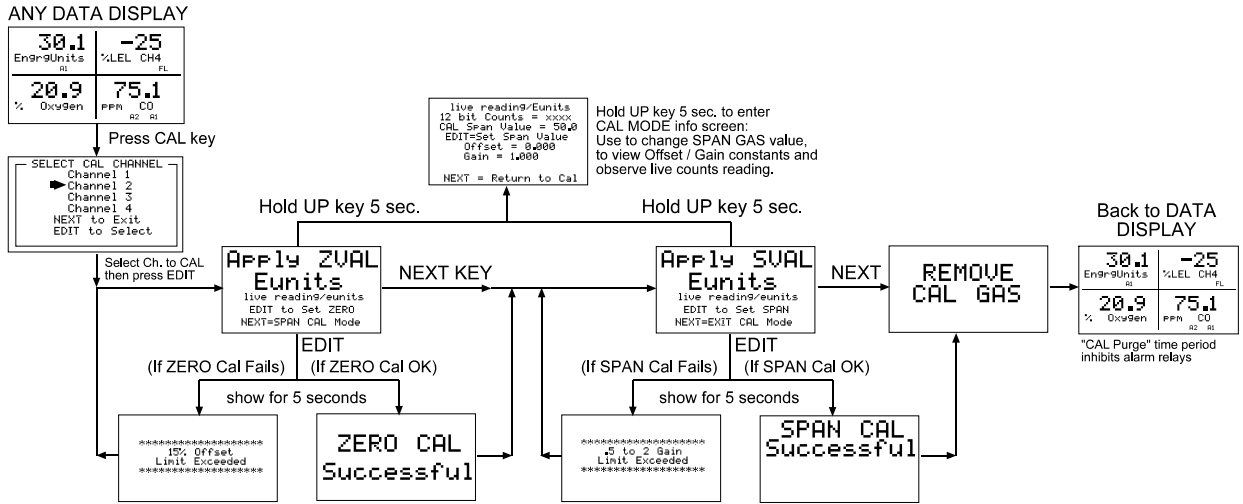 ANY DATA DISPLAY
30.1
EngrgUnits
A1
-25
%LEL CH4
FL
20.9
% Oxygen
75.1
PPM CO
A2 A1
Press CAL key
SELECT CAL CHANNEL
Channel 1
Channel 2
Channel 3
Channel 4
NEXT to Exit
EDIT to Select
Select Ch. to CAL
then press EDIT
live reading/Eunits
12 bit Counts = xxxx
CAL Span Value = 50.0
EDIT=Set Span Value
Offset = 0.000
Gain = 1.000
NEXT = Return to Cal
Hold UP key 5 sec. to enter
CAL MODE info screen:
Use to change SPAN GAS value,
to view Offset / Gain constants and
observe live counts reading.
Hold UP key 5 sec.
Hold UP key 5 sec.
Apply ZVAL
Eunits
live reading/eunits
EDIT to Set ZERO
NEXT=SPAN CAL Mode
NEXT KEY
EDIT
(If ZERO Cal Fails)
(If ZERO Cal OK)
show for 5 seconds
*******************
15% Offset
Limit Exceeded
*******************
ZERO CAL
Successful
Apply SVAL
Eunits
live reading/eunits
EDIT to Set SPAN
NEXT=EXIT CAL Mode
NEXT
EDIT
(If SPAN Cal Fails)
(If SPAN Cal OK)
show for 5 seconds
*******************
.5 to 2 Gain
Limit Exceeded
*******************
SPAN CAL
Successful
REMOVE
CAL GAS
Back to DATA
DISPLAY
30.1
EngrgUnits
A1
-25
%LEL CH4
FL
20.9
% Oxygen
75.1
PPM CO
A2 A1
"CAL Purge" time period
inhibits alarm relays